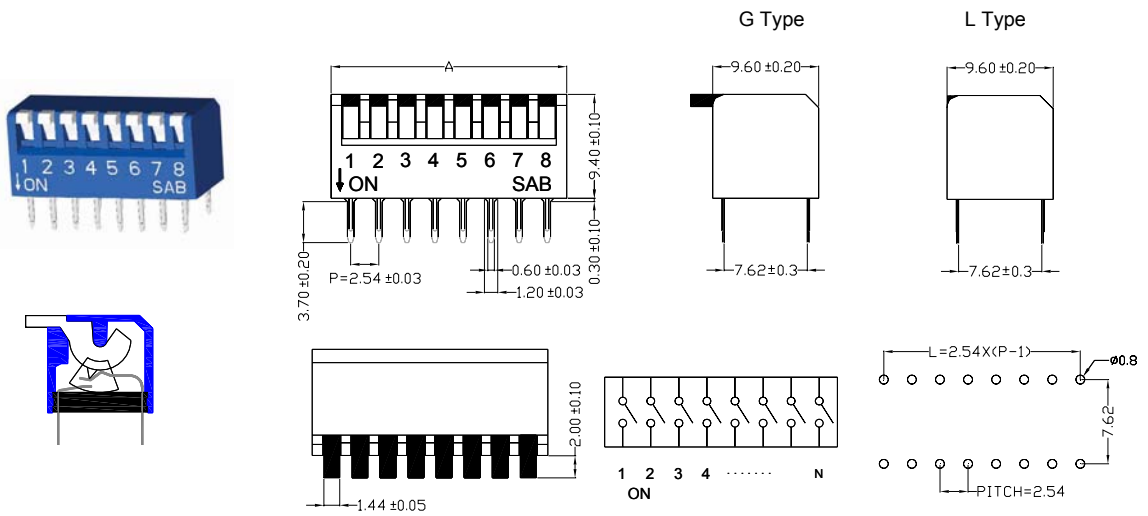 G Type
L Type
A
9.60 ±0.20
9.60 ±0.20
1 2 3 4 5 6 7 8
↓ON SAB
1 2 3 4 5 6 7 8
↓ON SAB
9.40 ±0.10
0.30 ±0.10
3.70 ±0.20
P=2.54 ±0.03
0.60 ±0.03
1.20 ±0.03
7.62±0.3
7.62±0.3
2.00 ±0.10
1.44 ±0.05
1 2 3 4 ······· N
ON
L=2.54X(P-1)
ø0.8
7.62
PITCH=2.54